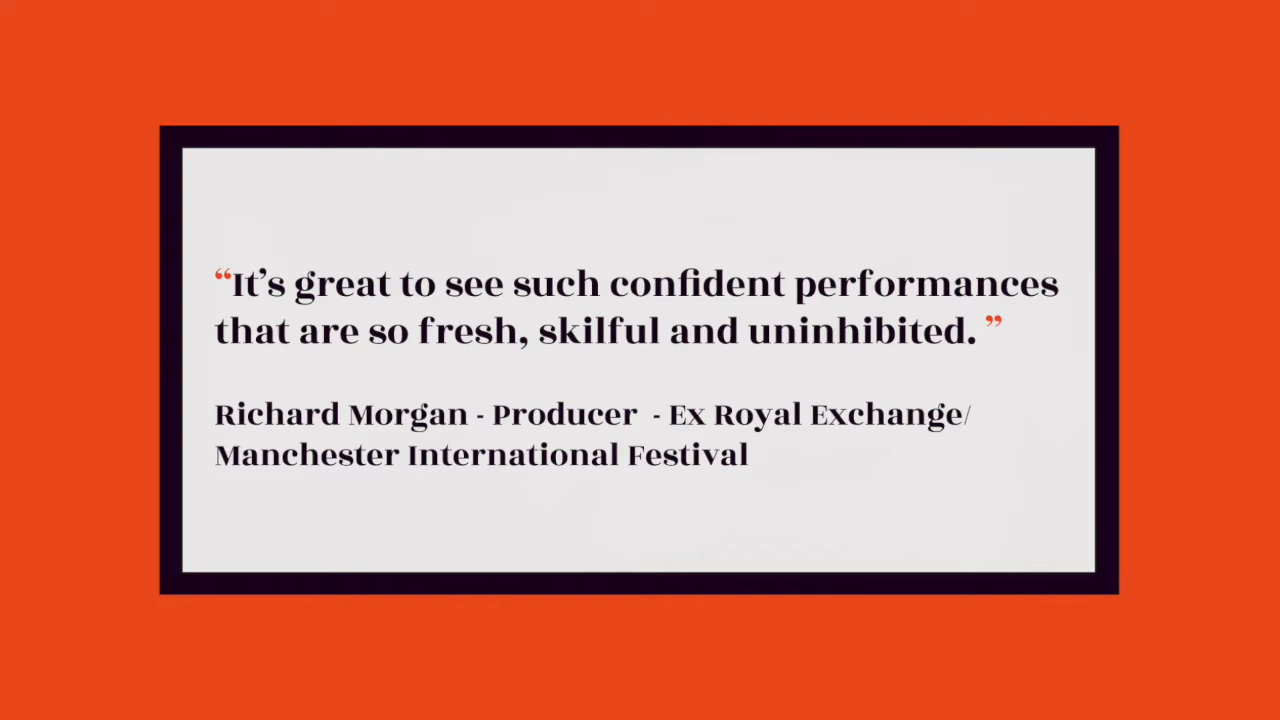 “It’s great to see such confident performances
that are so fresh, skilful and uninhibited. ”
Richard Morgan - Producer  - Ex Royal Exchange/
Manchester International Festival